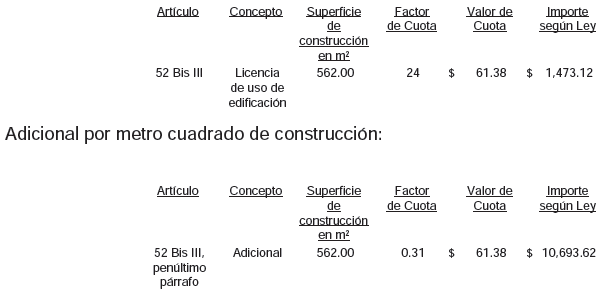 Artículo Concepto Superficie Factor Valor de Importe
de de Cuota Cuota según Ley
construcción
en m²
52 Bis III Licencia 562.00 24 $ 61.38 $ 1,473.12
de uso de
edificación
Adicional por metro cuadrado de construcción:
Artículo Concepto Superficie Factor Valor de Importe
de de Cuota Cuota según Ley
construcción
en m²
52 Bis III, Adicional 562.00 0.31 $ 61.38 $ 10,693.62
penúltimo
párrafo